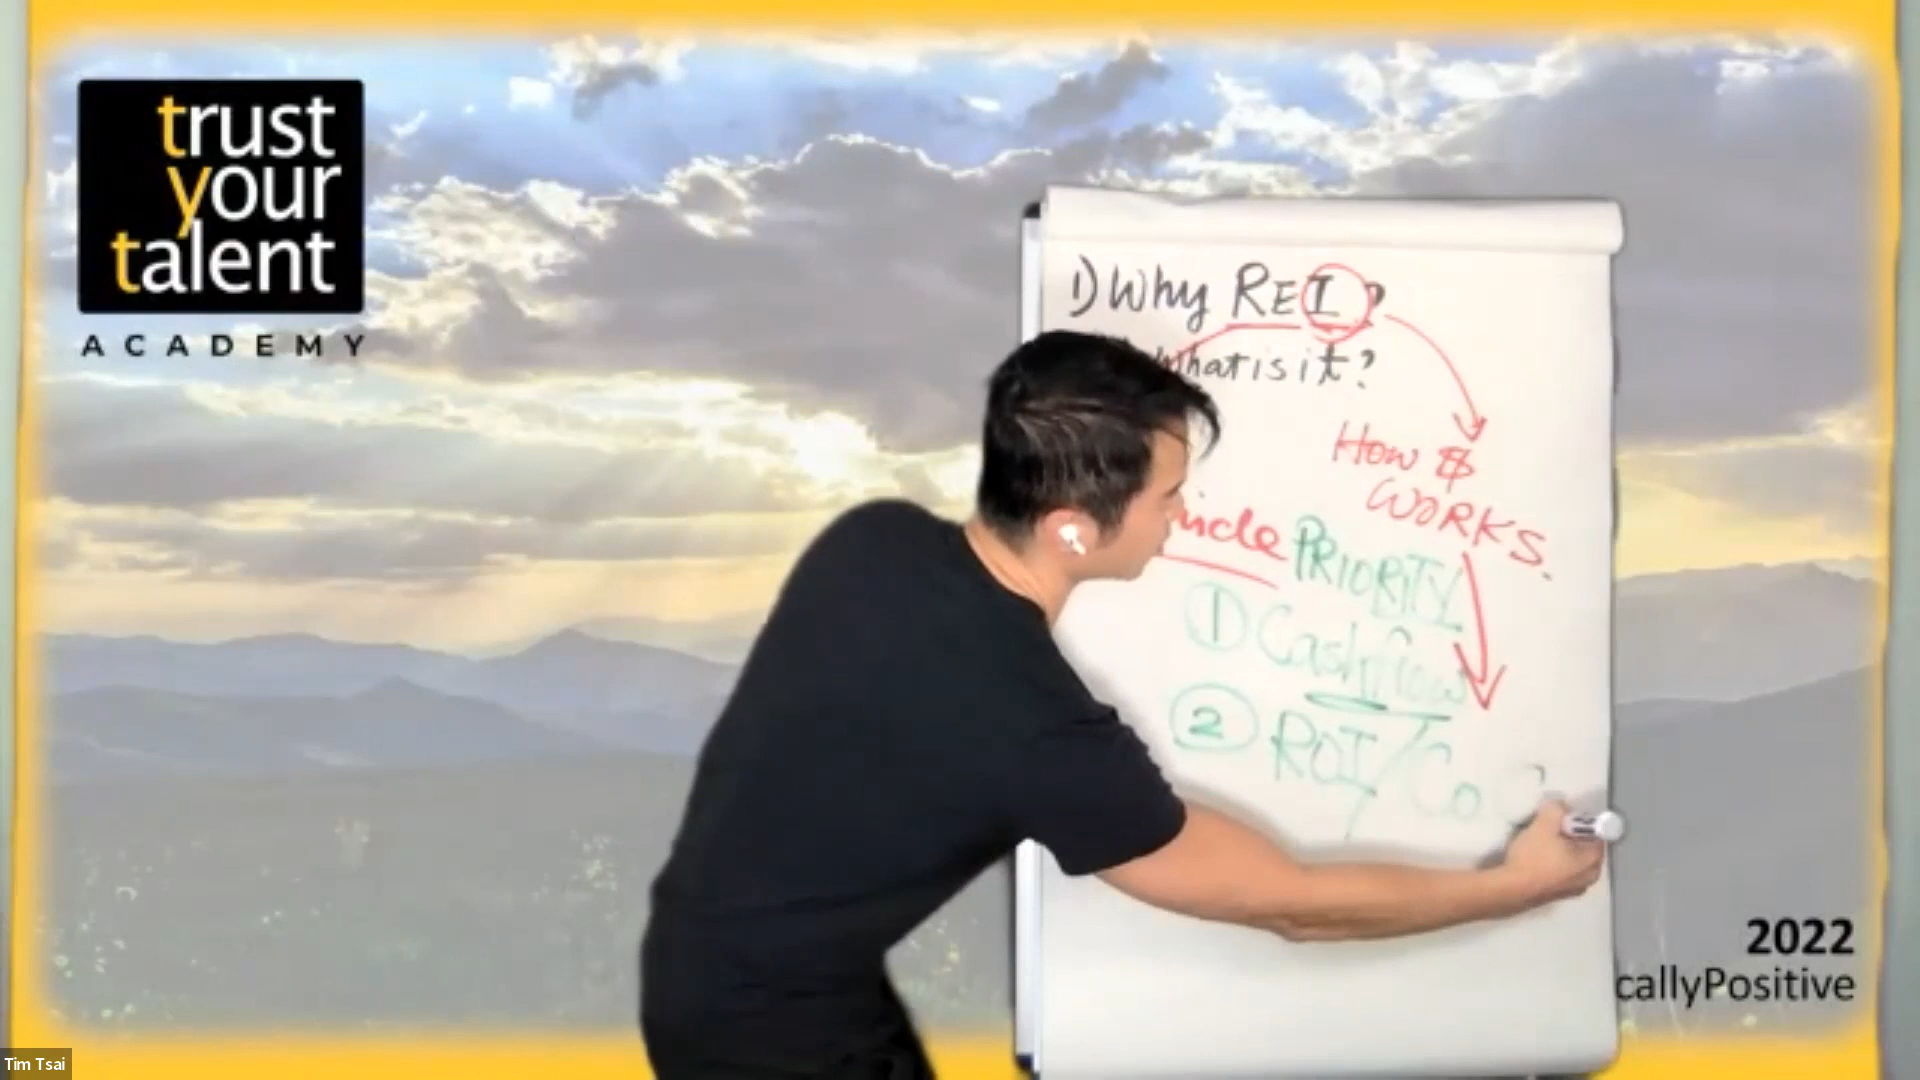 trust
your
talent
ACADEMY
1) Why REI?
What is it?
How $
WORKS.
PRIORITY
① Cashflow
② ROI/CoC
2022
callyPositive
Tim Tsai